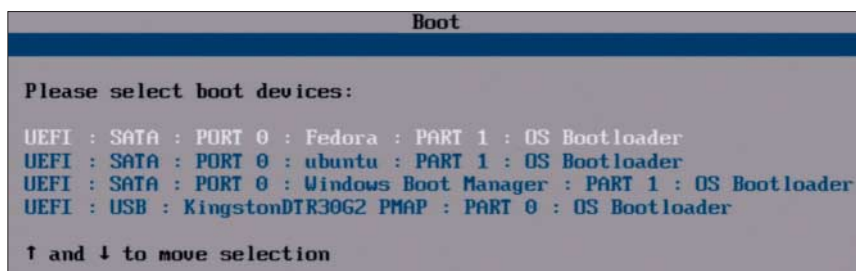 Boot
Please select boot devices:
UEFI : SATA : PORT 0 : Fedora : PART 1 : OS Bootloader
UEFI : SATA : PORT 0 : ubuntu : PART 1 : OS Bootloader
UEFI : SATA : PORT 0 : Windows Boot Manager : PART 1 : OS Bootloader
UEFI : USB : KingstonDTR30G2 PMAP : PART 0 : OS Bootloader
↑ and ↓ to move selection